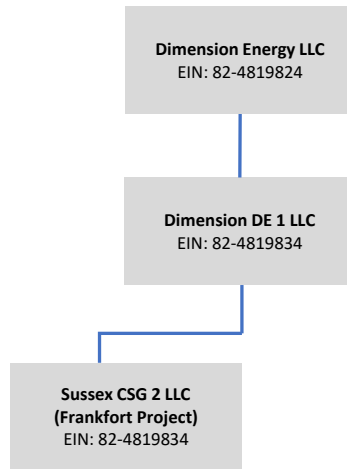 Dimension Energy LLC
EIN: 82-4819824
Dimension DE 1 LLC
EIN: 82-4819834
Sussex CSG 2 LLC
(Frankfort Project)
EIN: 82-4819834